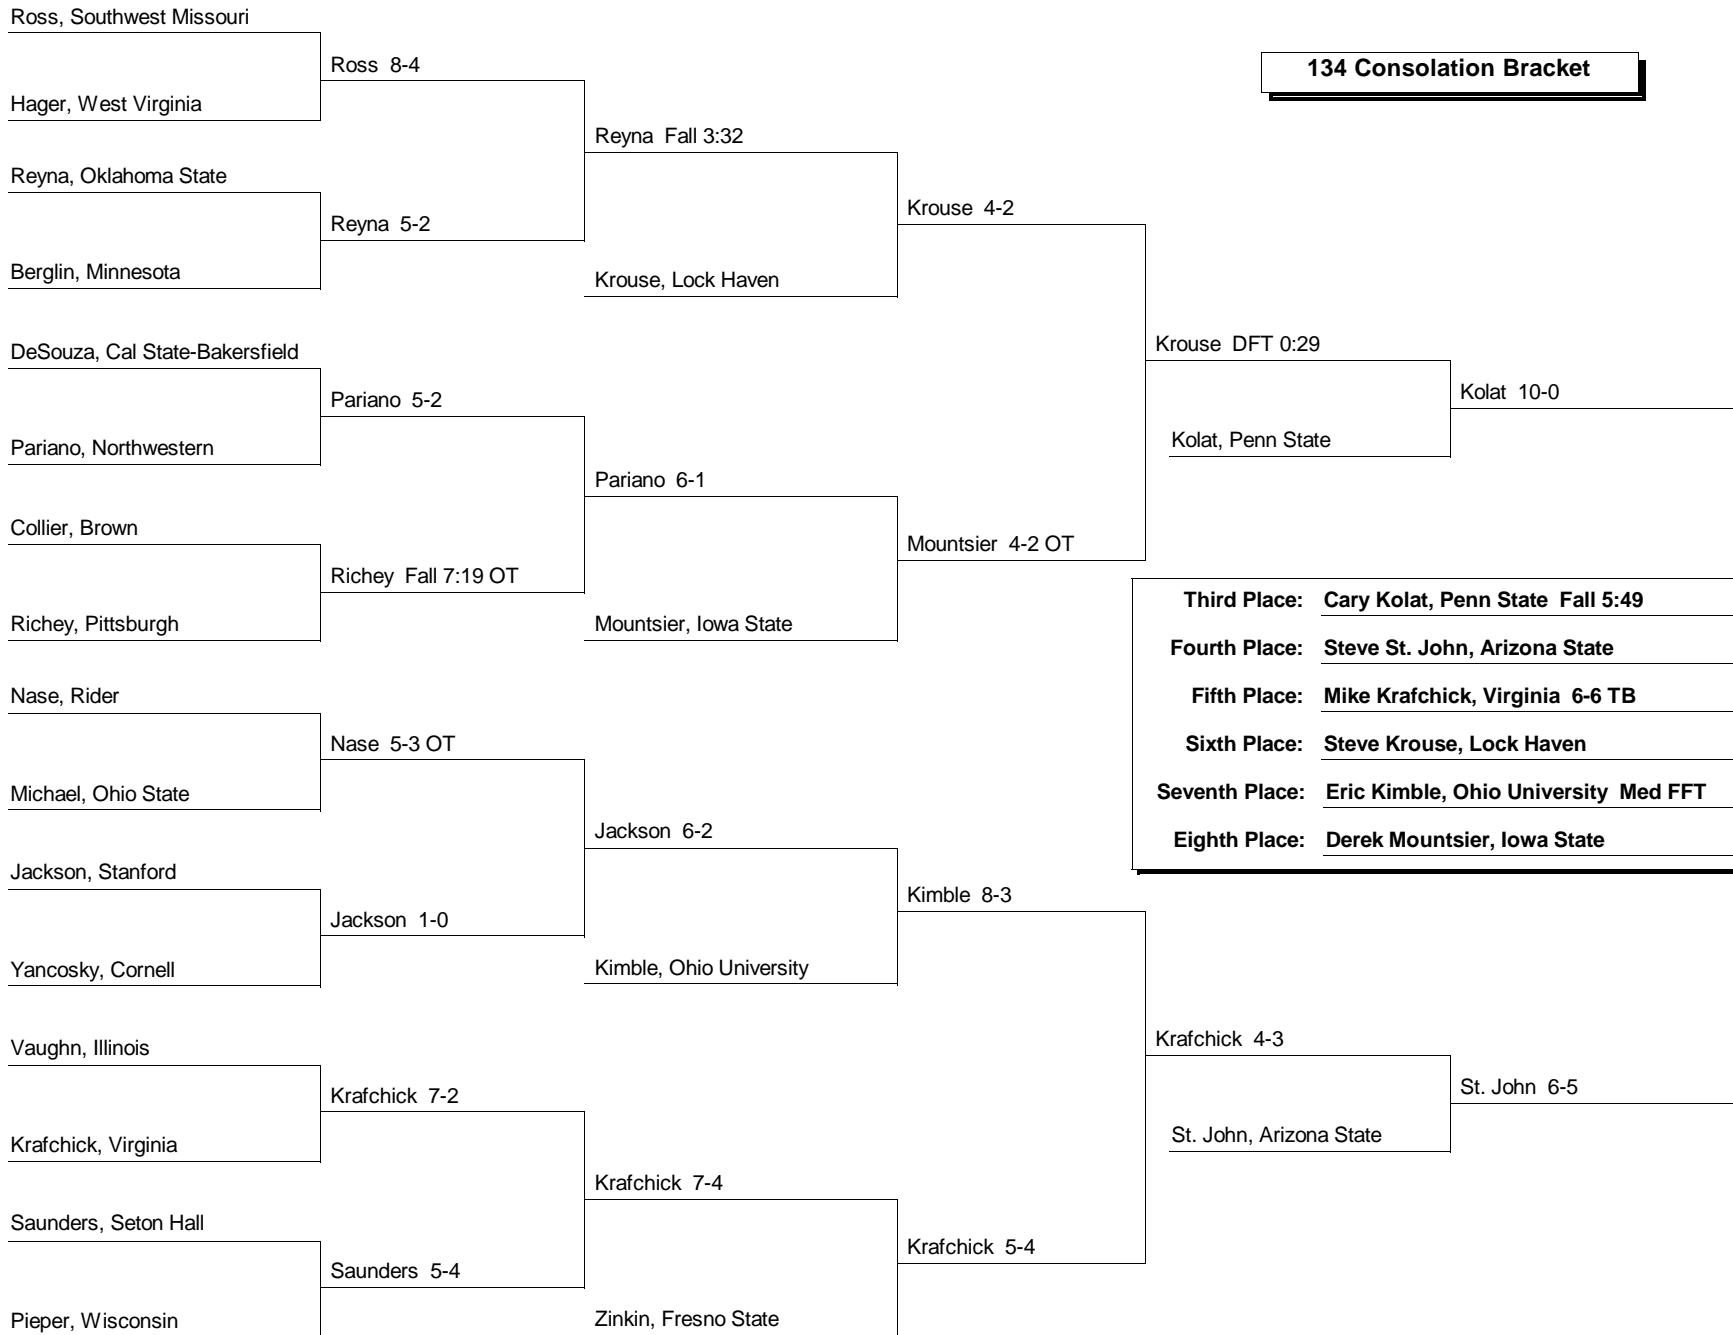 Ross, Southwest Missouri
134 Consolation Bracket
Ross 8-4
Hager, West Virginia
Reyna Fall 3:32
Reyna, Oklahoma State
Krouse 4-2
Reyna 5-2
Berglin, Minnesota
Krouse, Lock Haven
Krouse DFT 0:29
DeSouza, Cal State-Bakersfield
Kolat 10-0
Pariano 5-2
Kolat, Penn State
Pariano, Northwestern
Pariano 6-1
Collier, Brown
Mountsier 4-2 OT
Richey Fall 7:19 OT
Third Place: Cary Kolat, Penn State Fall 5:49
Richey, Pittsburgh
Mountsier, Iowa State
Fourth Place: Steve St. John, Arizona State
Nase, Rider
Fifth Place: Mike Krafchick, Virginia 6-6 TB
Nase 5-3 OT
Sixth Place: Steve Krouse, Lock Haven
Michael, Ohio State
Seventh Place: Eric Kimble, Ohio University Med FFT
Jackson 6-2
Eighth Place: Derek Mountsier, Iowa State
Jackson, Stanford
Kimble 8-3
Jackson 1-0
Yancosky, Cornell
Kimble, Ohio University
Krafchick 4-3
Vaughn, Illinois
St. John 6-5
Krafchick 7-2
St. John, Arizona State
Krafchick, Virginia
Krafchick 7-4
Saunders, Seton Hall
Krafchick 5-4
Saunders 5-4
Zinkin, Fresno State
Pieper, Wisconsin